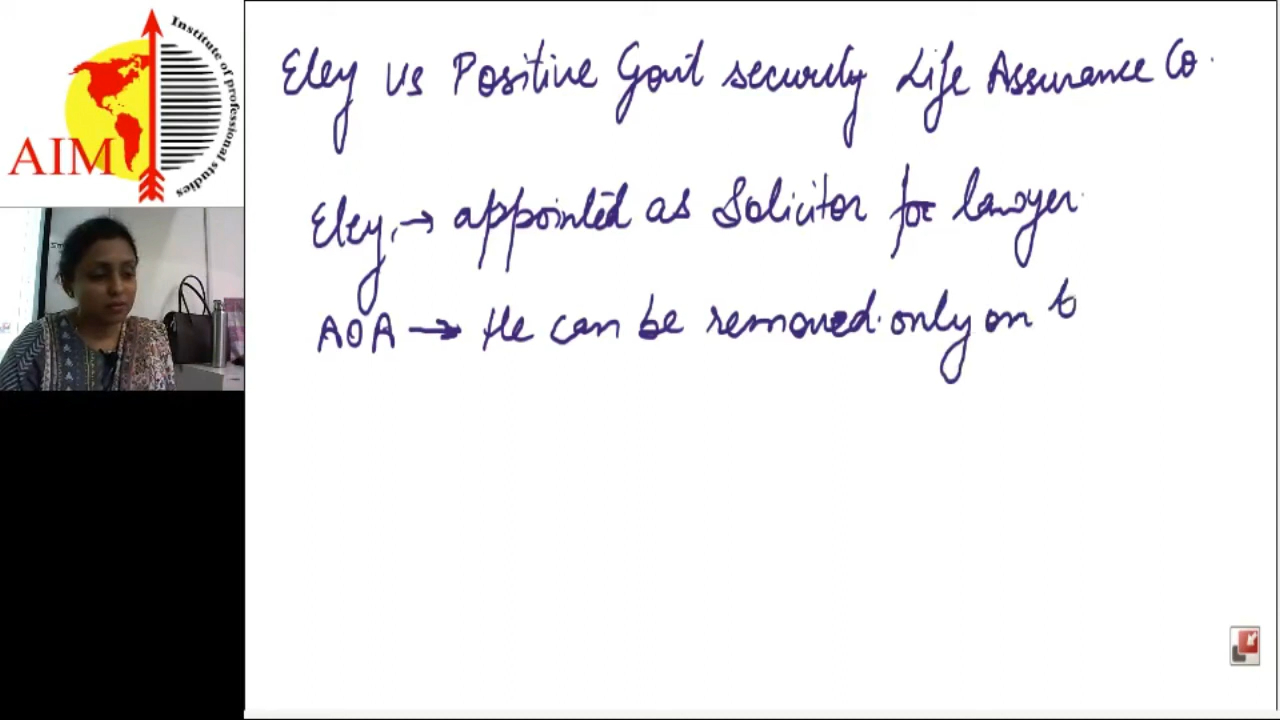 Institute of professional studies
AIM
Eley Vs Positive Govt security Life Assurance Co.
Eley, → appointed as Solicitor for lawyer.
AOA → He can be removed only on